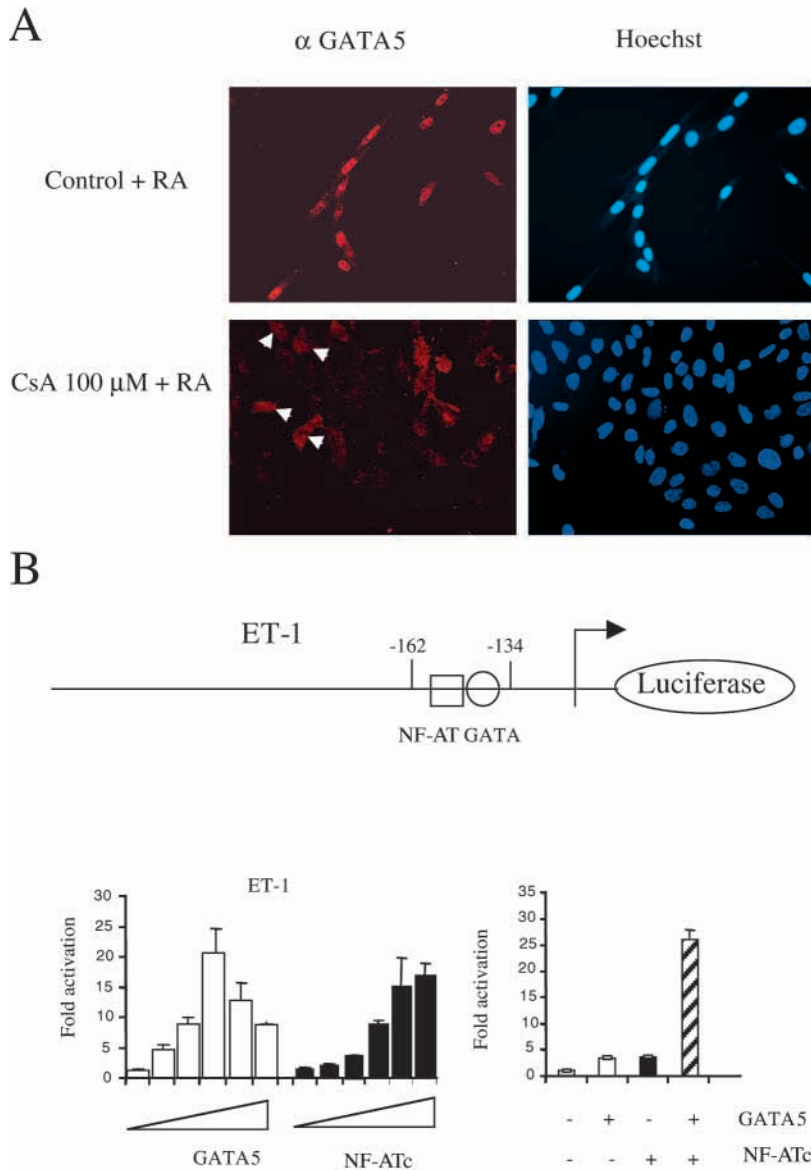 A
α GATA5 Hoechst
Control + RA
CsA 100 μM + RA
B
ET-1
-162 -134
Luciferase
NF-AT GATA
ET-1
Fold activation
30
25
20
15
10
5
0
GATA5 NF-ATc
Fold activation
35
30
25
20
15
10
5
0
- + - + GATA5
- - + + NF-ATc